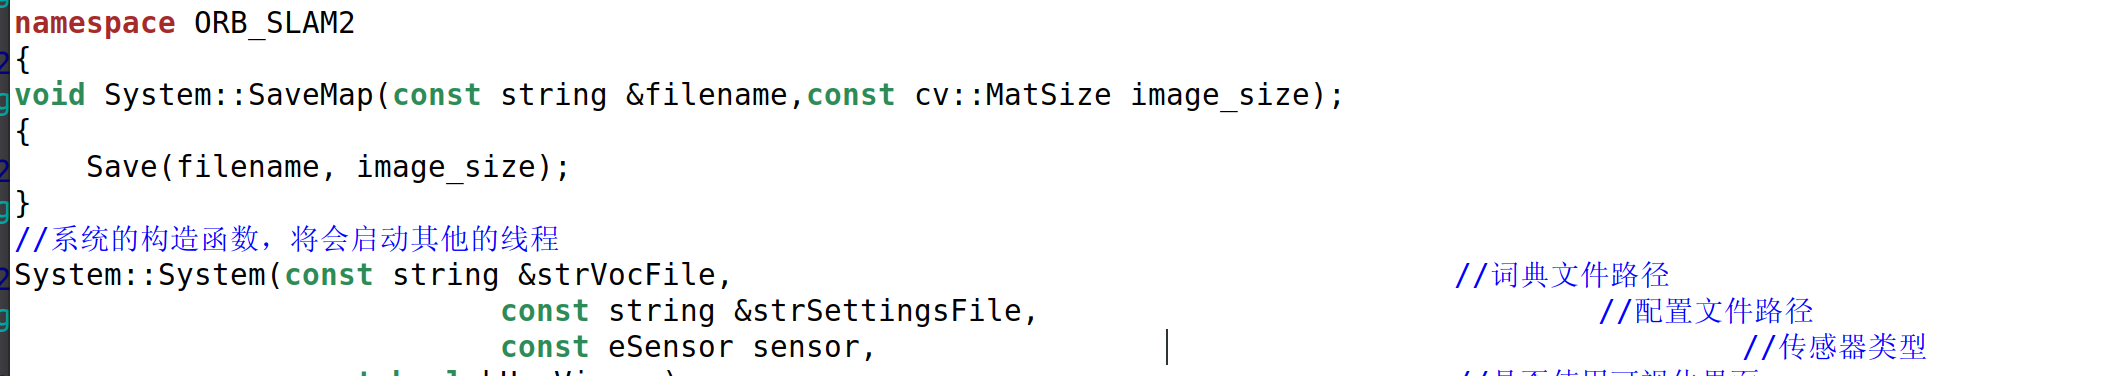 namespace ORB_SLAM2
{
void System::SaveMap(const string &filename,const cv::MatSize image_size);
{
    Save(filename, image_size);
}
//系统的构造函数，将会启动其他的线程
System::System(const string &strVocFile, //词典文件路径
const string &strSettingsFile, //配置文件路径
const eSensor sensor, //传感器类型